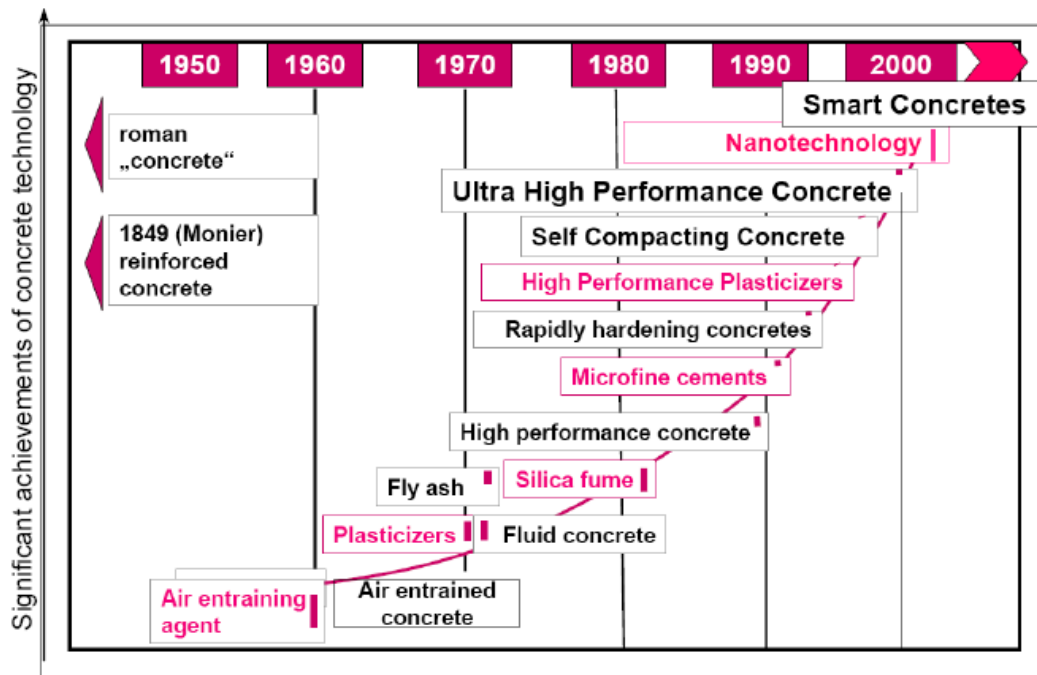 Significant achievements of concrete technology
1950 1960 1970 1980 1990 2000
Smart Concretes
roman
„concrete“
Nanotechnology
Ultra High Performance Concrete
1849 (Monier)
reinforced
concrete
Self Compacting Concrete
High Performance Plasticizers
Rapidly hardening concretes
Microfine cements
High performance concrete
Fly ash
Silica fume
Plasticizers
Fluid concrete
Air entraining
agent
Air entrained
concrete